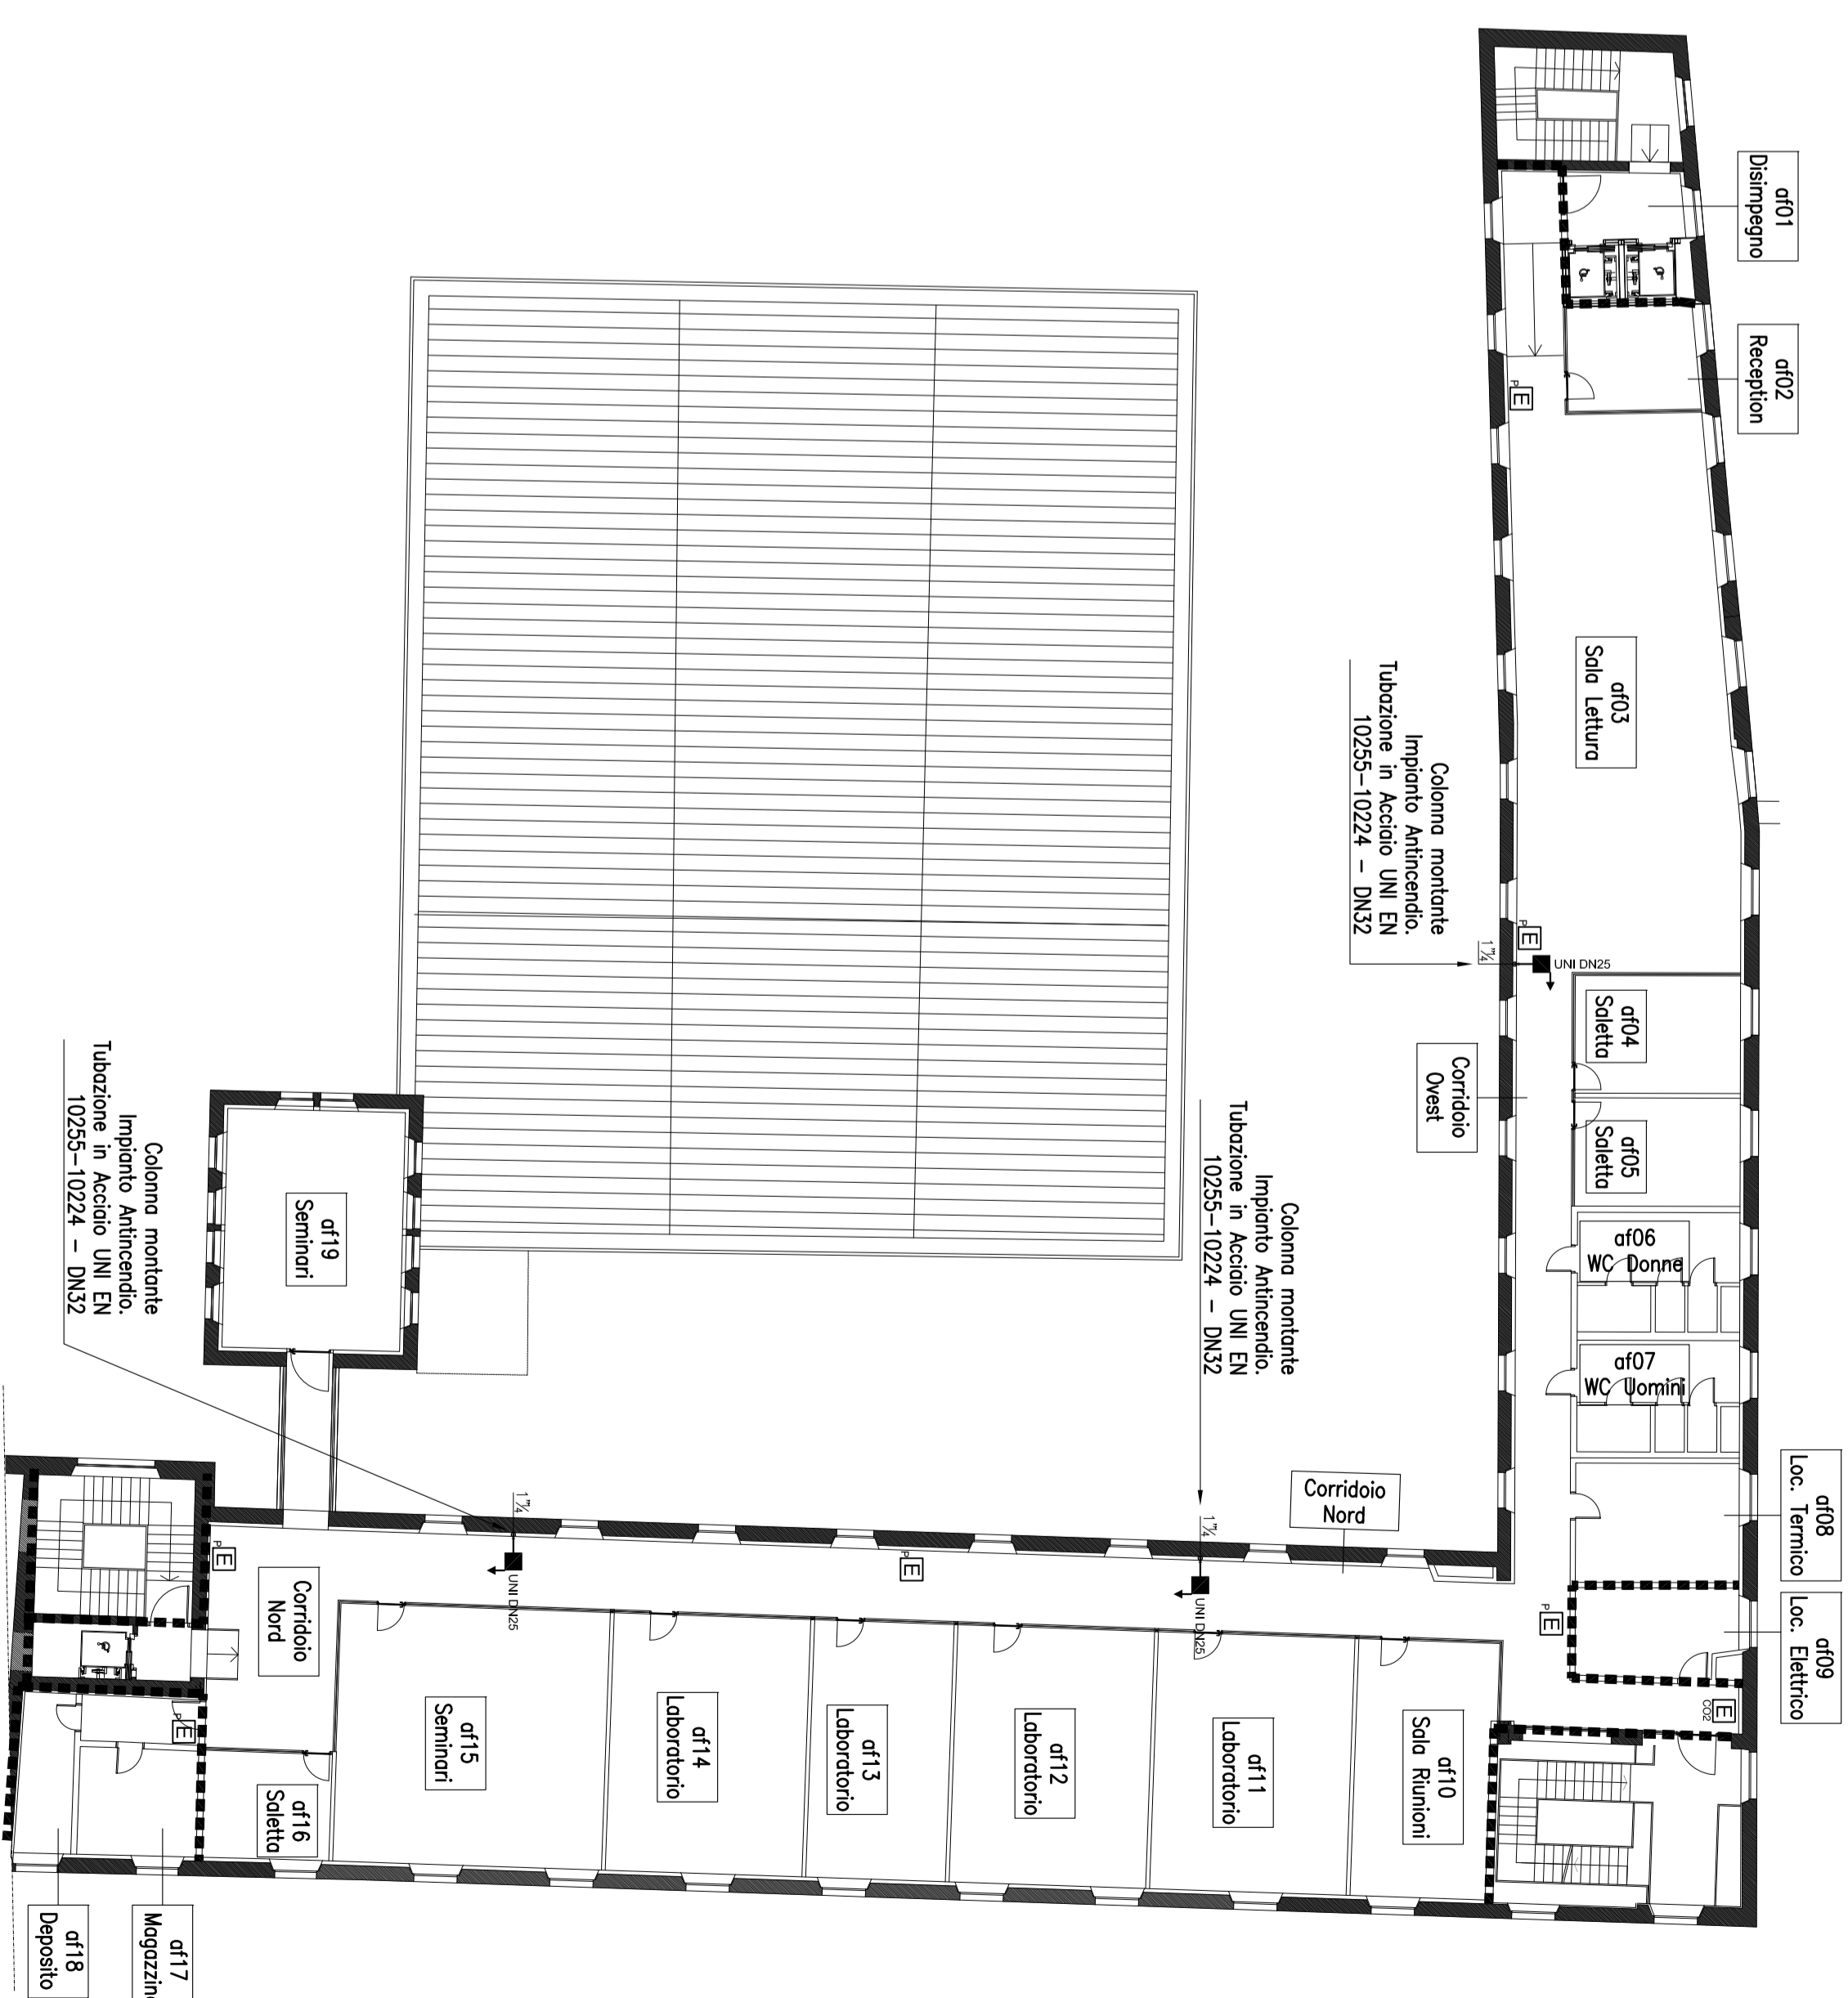 af01
Disimpegno
af02
Reception
af03
Sala Lettura
P
E
P
E
1"¼
UNI DN25
Colonna montante
Impianto Antincendio.
Tubazione in Acciaio UNI EN
10255-10224 - DN32
af04
Saletta
af05
Saletta
Corridoio
Ovest
af06
WC Donne
af07
WC Uomini
af08
Loc. Termico
af09
Loc. Elettrico
P
E
E
CO2
Colonna montante
Impianto Antincendio.
Tubazione in Acciaio UNI EN
10255-10224 - DN32
Corridoio
Nord
1"¼
UNI DN25
af10
Sala Riunioni
af11
Laboratorio
af12
Laboratorio
af13
Laboratorio
af14
Laboratorio
af15
Seminari
P
E
1"¼
UNI DN25
Colonna montante
Impianto Antincendio.
Tubazione in Acciaio UNI EN
10255-10224 - DN32
af19
Seminari
P
E
Corridoio
Nord
af16
Saletta
P
E
af17
Magazzino
af18
Deposito